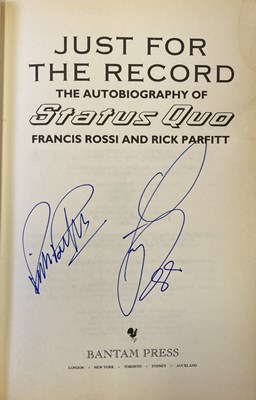 JUST FOR
THE RECORD
THE AUTOBIOGRAPHY OF
Status Quo
FRANCIS ROSSI AND RICK PARFITT
BANTAM PRESS
LONDON • NEW YORK • TORONTO • SYDNEY • AUCKLAND